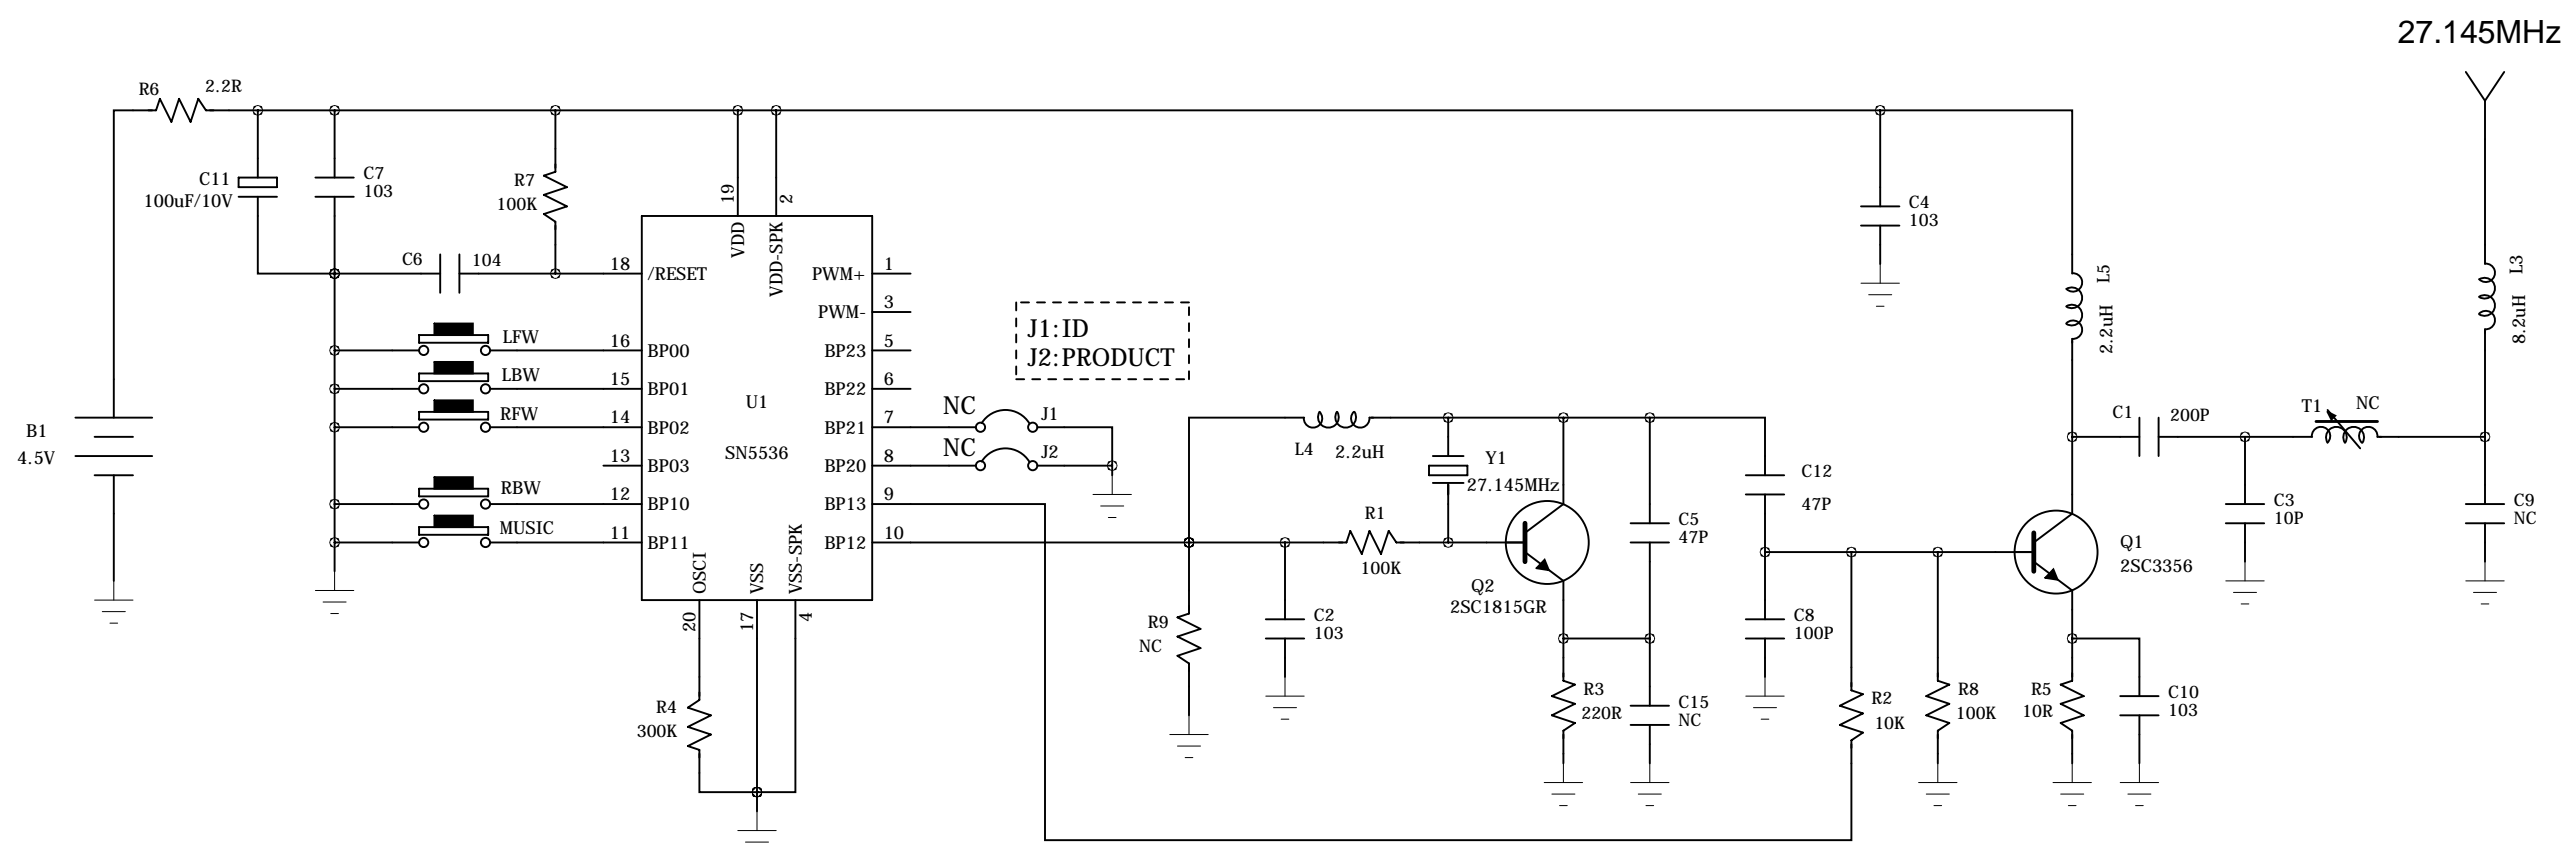 27.145MHz
R6
2.2R
C11
100uF/10V
C7
103
R7
100K
C6
104
B1
4.5V
LFW
LBW
RFW
RBW
MUSIC
18
16
15
14
13
12
11
19
2
VDD
VDD-SPK
/RESET
BP00
BP01
BP02
BP03
BP10
BP11
U1
SN5536
PWM+
PWM-
BP23
BP22
BP21
BP20
BP13
BP12
1
3
5
6
7
8
9
10
OSCI
VSS
VSS-SPK
20
17
4
R4
300K
J1:ID
J2:PRODUCT
NC
J1
NC
J2
L4
2.2uH
Y1
27.145MHz
R1
100K
Q2
2SC1815GR
R9
NC
C2
103
R3
220R
C5
47P
C15
NC
C12
47P
C8
100P
R2
10K
R8
100K
C4
103
L5
2.2uH
Q1
2SC3356
R5
10R
C10
103
C1
200P
C3
10P
T1
NC
L3
8.2uH
C9
NC